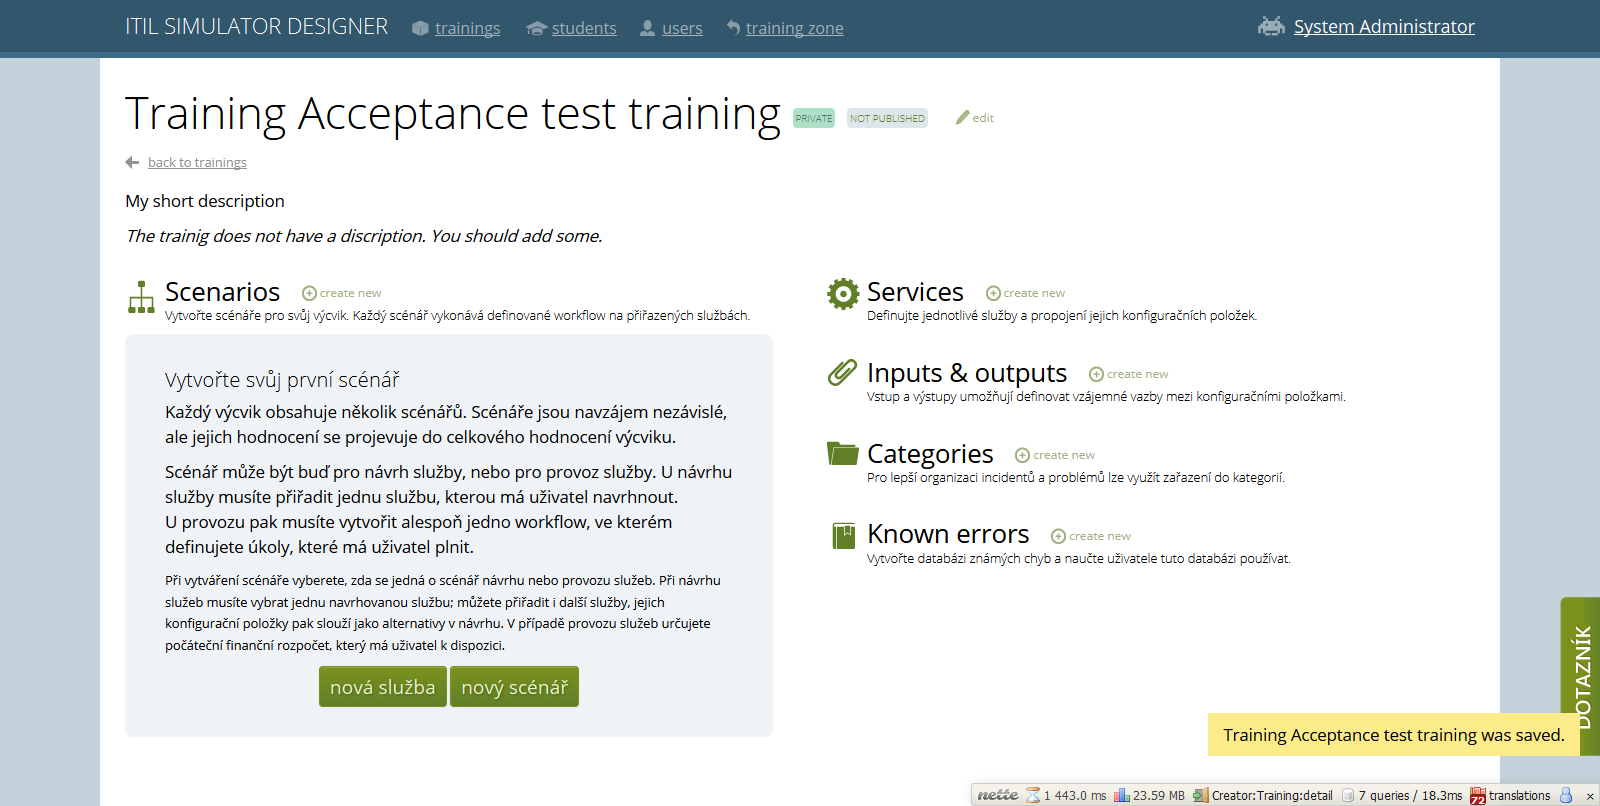 ITIL SIMULATOR DESIGNER trainings students users training zone System Administrator
Training Acceptance test training PRIVATE NOT PUBLISHED edit
back to trainings
My short description
The trainig does not have a discription. You should add some.
Scenarios create new
Vytvořte scénáře pro svůj výcvik. Každý scénář vykonává definované workflow na přiřazených službách.
Vytvořte svůj první scénář
Každý výcvik obsahuje několik scénářů. Scénáře jsou navzájem nezávislé,
ale jejich hodnocení se projevuje do celkového hodnocení výcviku.
Scénář může být buď pro návrh služby, nebo pro provoz služby. U návrhu
služby musíte přiřadit jednu službu, kterou má uživatel navrhnout.
U provozu pak musíte vytvořit alespoň jedno workflow, ve kterém
definujete úkoly, které má uživatel plnit.
Při vytváření scénáře vyberete, zda se jedná o scénář návrhu nebo provozu služeb. Při návrhu
služeb musíte vybrat jednu navrhovanou službu; můžete přiřadit i další služby, jejich
konfigurační položky pak slouží jako alternativy v návrhu. V případě provozu služeb určujete
počáteční finanční rozpočet, který má uživatel k dispozici.
nová služba nový scénář
Services create new
Definujte jednotlivé služby a propojení jejich konfiguračních položek.
Inputs & outputs create new
Vstup a výstupy umožňují definovat vzájemné vazby mezi konfiguračními položkami.
Categories create new
Pro lepší organizaci incidentů a problémů lze využít zařazení do kategorií.
Known errors create new
Vytvořte databázi známých chyb a naučte uživatele tuto databázi používat.
DOTAZNÍK
Training Acceptance test training was saved.
nette 1 443.0 ms 23.59 MB Creator:Training:detail 7 queries / 18.3ms 72 translations ×